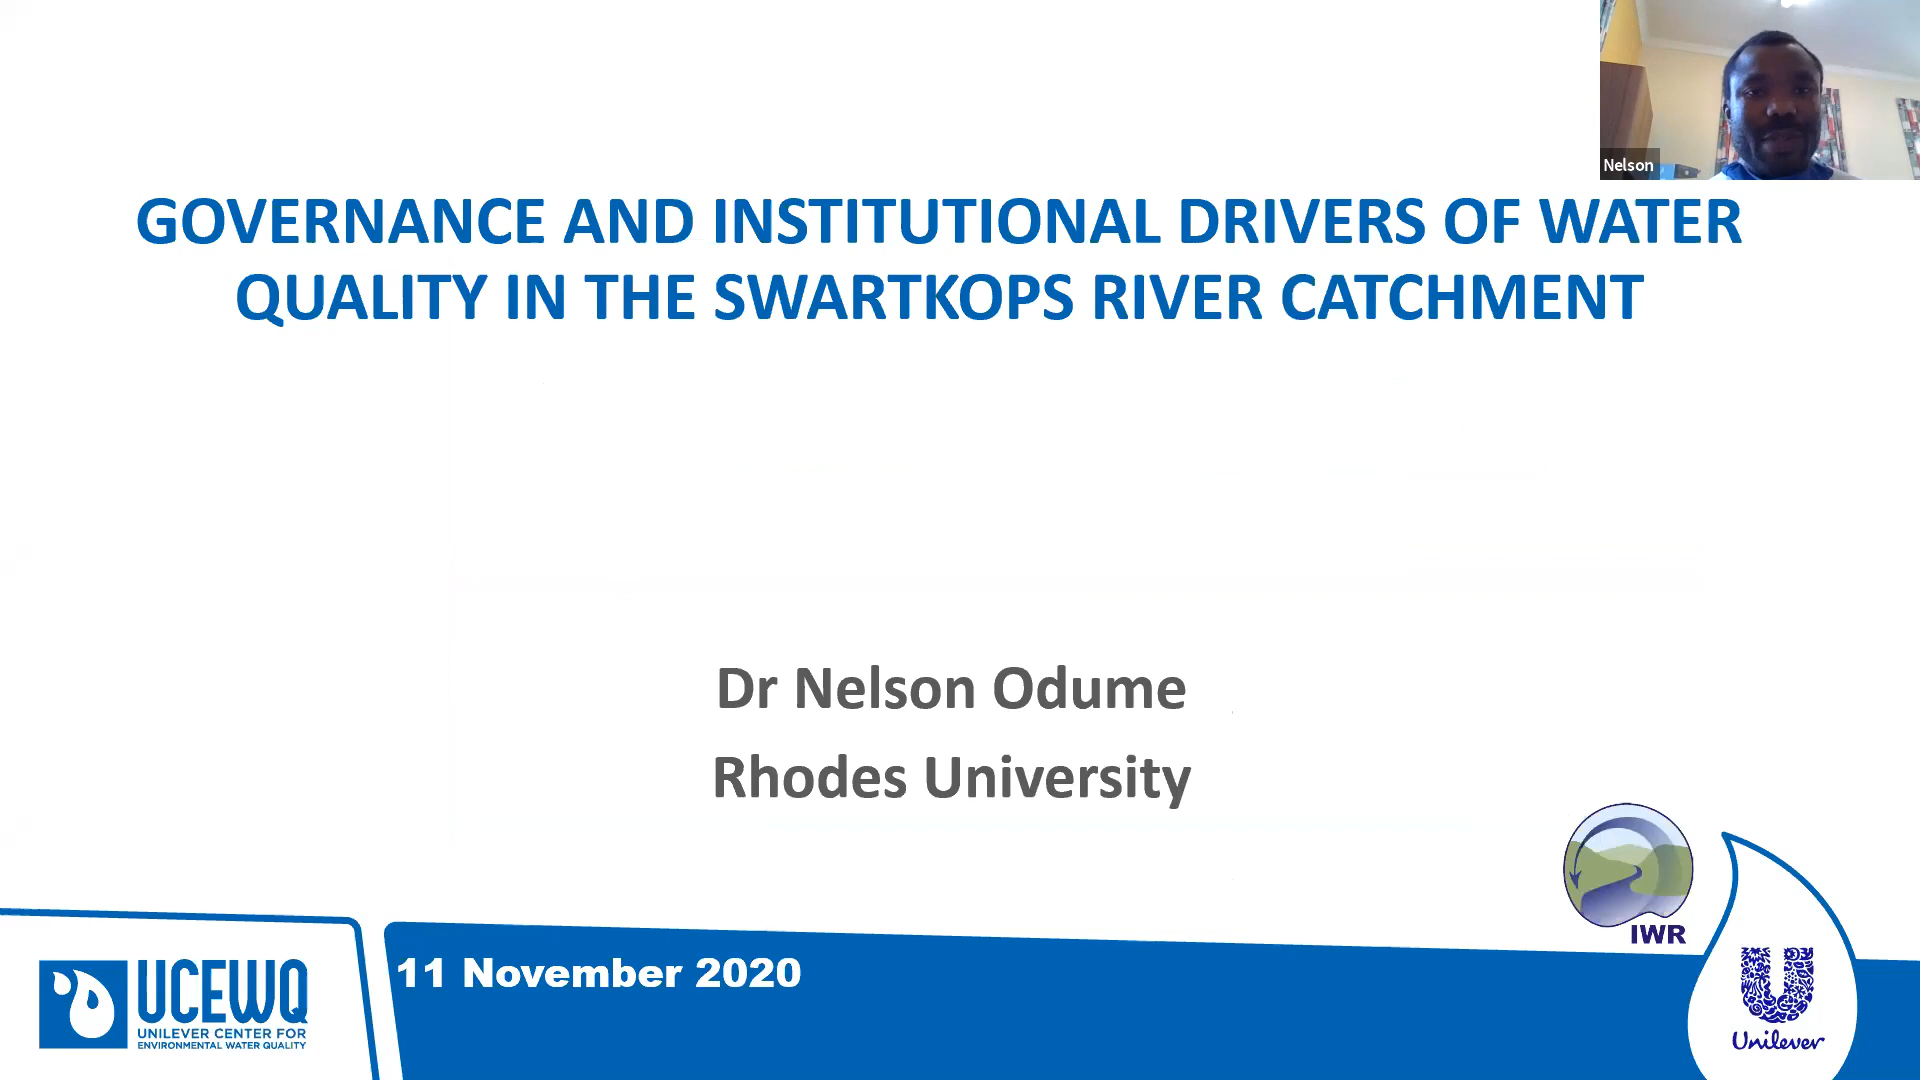 Nelson
GOVERNANCE AND INSTITUTIONAL DRIVERS OF WATER
QUALITY IN THE SWARTKOPS RIVER CATCHMENT
Dr Nelson Odume
Rhodes University
IWR
11 November 2020
UCEWQ
UNILEVER CENTER FOR
ENVIRONMENTAL WATER QUALITY
Unilever